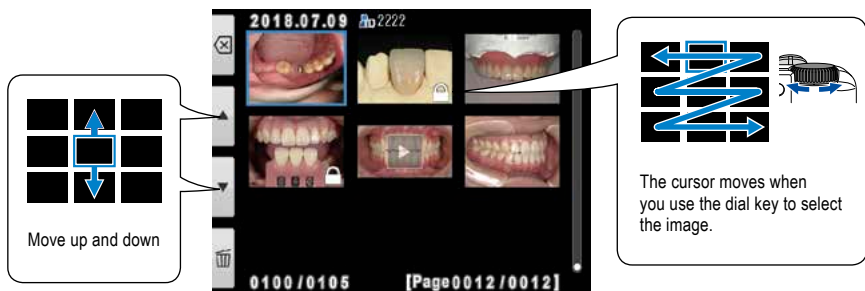 2018.07.09 ID 2222
Move up and down
The cursor moves when
you use the dial key to select
the image.
0100/0105 [Page0012/0012]